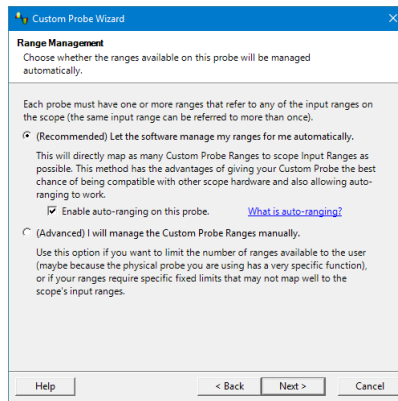 Custom Probe Wizard
Range Management
Choose whether the ranges available on this probe will be managed
automatically.
Each probe must have one or more ranges that refer to any of the input ranges on
the scope (the same input range can be referred to more than once).
(Recommended) Let the software manage my ranges for me automatically.
This will directly map as many Custom Probe Ranges to scope Input Ranges as
possible. This method has the advantages of giving your Custom Probe the best
chance of being compatible with other scope hardware and also allowing auto-
ranging to work.
Enable auto-ranging on this probe. What is auto-ranging?
(Advanced) I will manage the Custom Probe Ranges manually.
Use this option if you want to limit the number of ranges available to the user
(maybe because the physical probe you are using has a very specific function),
or if your ranges require specific fixed limits that may not map well to the
scope's input ranges.
Help < Back Next > Cancel